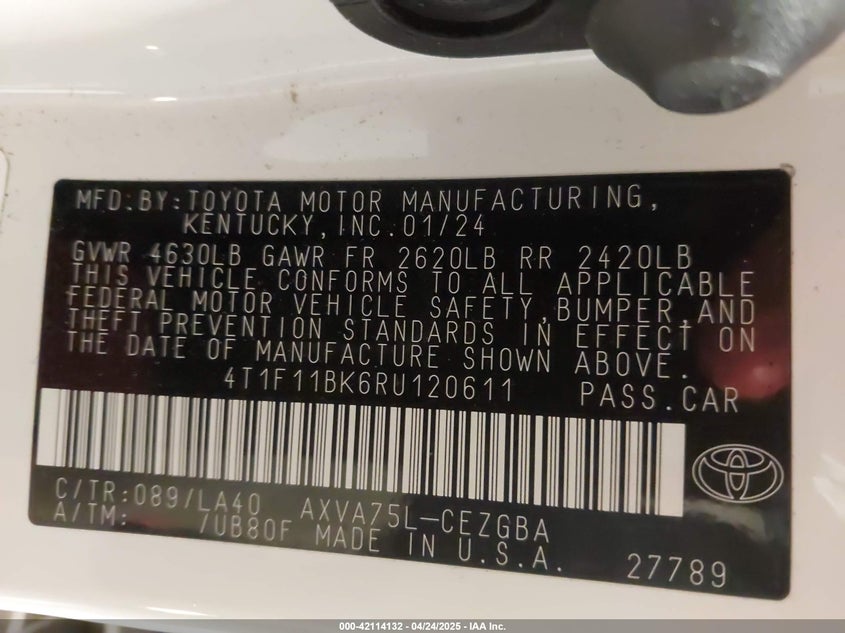 MFD.BY:TOYOTA MOTOR MANUFACTURING,
KENTUCKY,INC.01/24
GVWR 4630LB GAWR FR 2620LB RR 2420LB
THIS VEHICLE CONFORMS TO ALL APPLICABLE
FEDERAL MOTOR VEHICLE SAFETY,BUMPER,AND
THEFT PREVENTION STANDARDS IN EFFECT ON
THE DATE OF MANUFACTURE SHOWN ABOVE.
4T1F11BK6RU120611 PASS.CAR
C/TR:089/LA40 AXVA75L-CEZGBA
A/TM: /UB80F MADE IN U.S.A. 27789
000-42114132 - 04/24/2025 - IAA Inc.